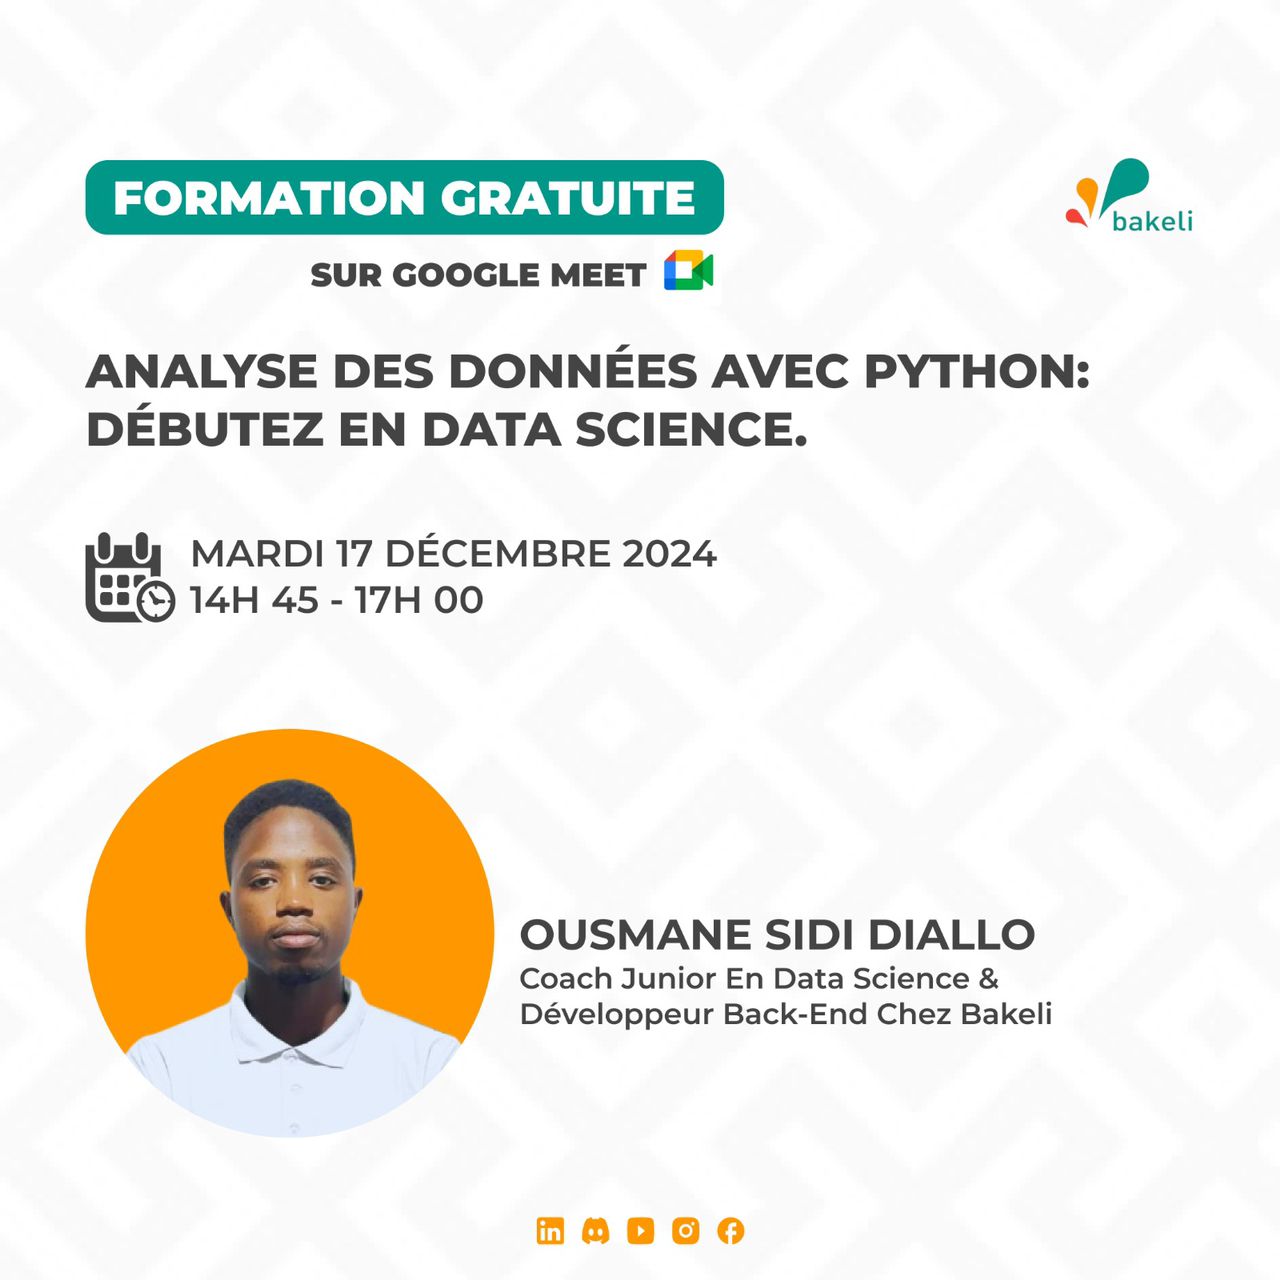 FORMATION GRATUITE
bakeli
SUR GOOGLE MEET
ANALYSE DES DONNÉES AVEC PYTHON:
DÉBUTEZ EN DATA SCIENCE.
MARDI 17 DÉCEMBRE 2024
14H 45 - 17H 00
OUSMANE SIDI DIALLO
Coach Junior En Data Science &
Développeur Back-End Chez Bakeli
in